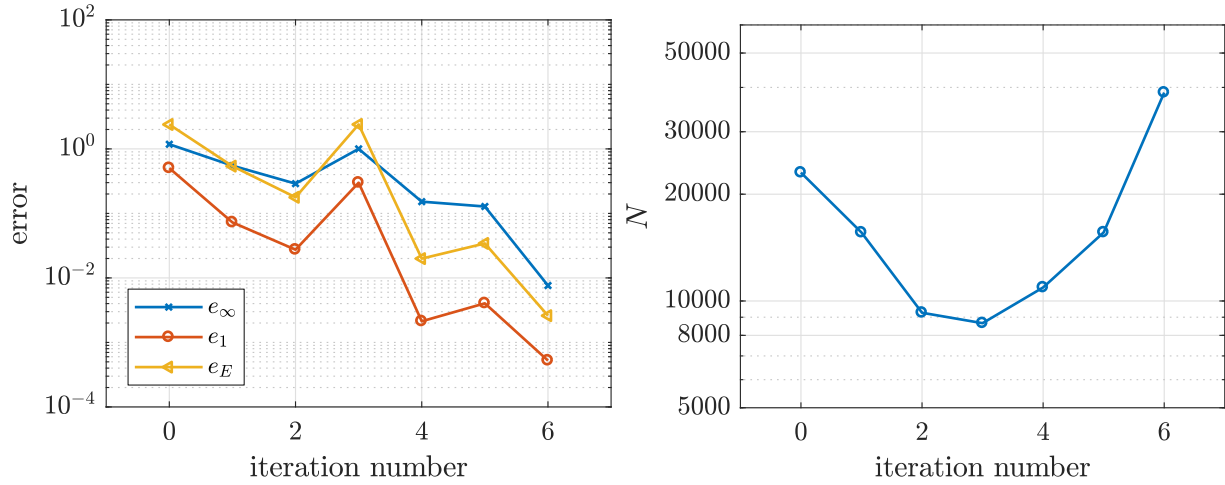 10^2
10^0
10^{-2}
10^{-4}
error
e_∞
e_1
e_E
0
2
4
6
iteration number
50000
30000
20000
10000
8000
5000
N
0
2
4
6
iteration number